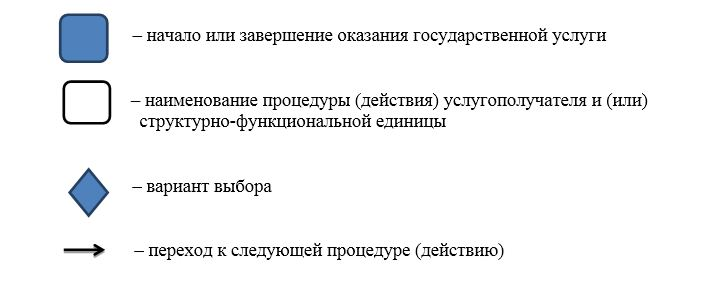 – начало или завершение оказания государственной услуги
– наименование процедуры (действия) услугополучателя и (или)
структурно-функциональной единицы
– вариант выбора
– переход к следующей процедуре (действию)